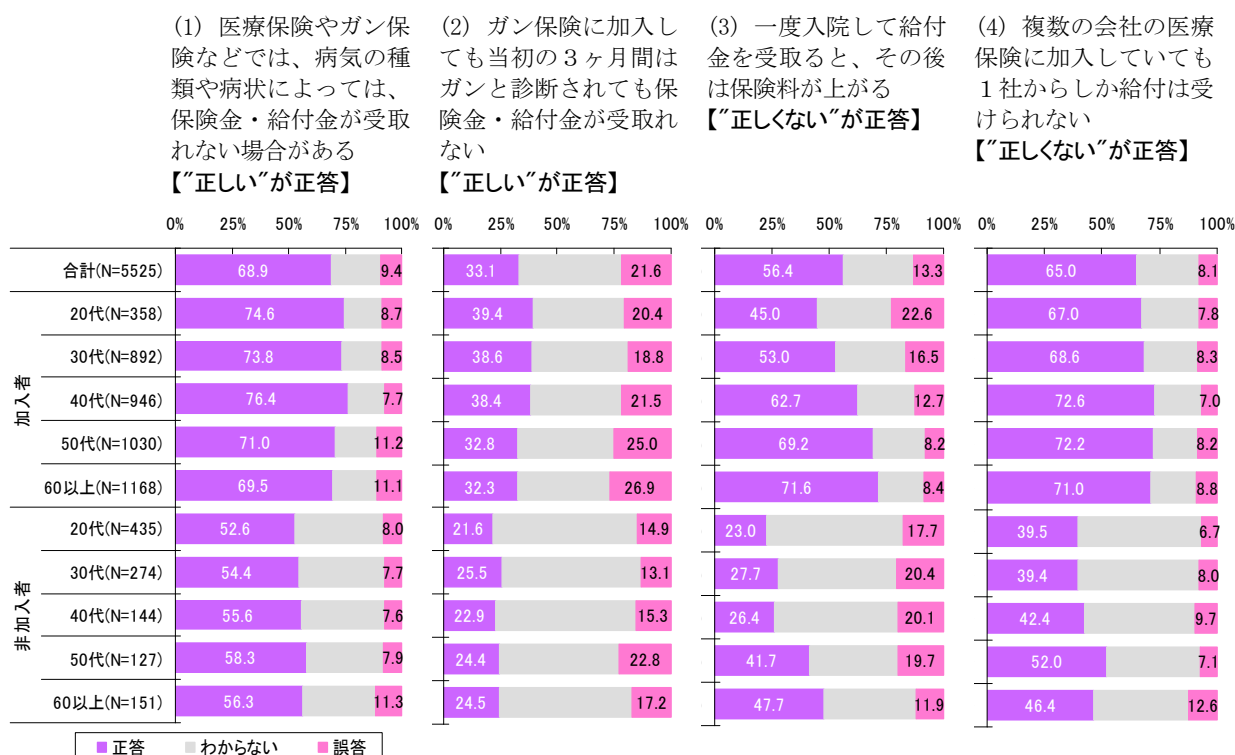 (1) 医療保険やガン保
険などでは、病気の種
類や病状によっては、
保険金・給付金が受取
れない場合がある
【"正しい"が正答】
(2) ガン保険に加入し
ても当初の3ヶ月間は
ガンと診断されても保
険金・給付金が受取れ
ない
【"正しい"が正答】
(3) 一度入院して給付
金を受取ると、その後
は保険料が上がる
【"正しくない"が正答】
(4) 複数の会社の医療
保険に加入していても
1社からしか給付は受
けられない
【"正しくない"が正答】
0% 25% 50% 75% 100% 0% 25% 50% 75% 100% 0% 25% 50% 75% 100% 0% 25% 50% 75% 100%
合計(N=5525) 68.9 9.4 33.1 21.6 56.4 13.3 65.0 8.1
加入者
20代(N=358) 74.6 8.7 39.4 20.4 45.0 22.6 67.0 7.8
30代(N=892) 73.8 8.5 38.6 18.8 53.0 16.5 68.6 8.3
40代(N=946) 76.4 7.7 38.4 21.5 62.7 12.7 72.6 7.0
50代(N=1030) 71.0 11.2 32.8 25.0 69.2 8.2 72.2 8.2
60以上(N=1168) 69.5 11.1 32.3 26.9 71.6 8.4 71.0 8.8
非加入者
20代(N=435) 52.6 8.0 21.6 14.9 23.0 17.7 39.5 6.7
30代(N=274) 54.4 7.7 25.5 13.1 27.7 20.4 39.4 8.0
40代(N=144) 55.6 7.6 22.9 15.3 26.4 20.1 42.4 9.7
50代(N=127) 58.3 7.9 24.4 22.8 41.7 19.7 52.0 7.1
60以上(N=151) 56.3 11.3 24.5 17.2 47.7 11.9 46.4 12.6
正答 わからない 誤答